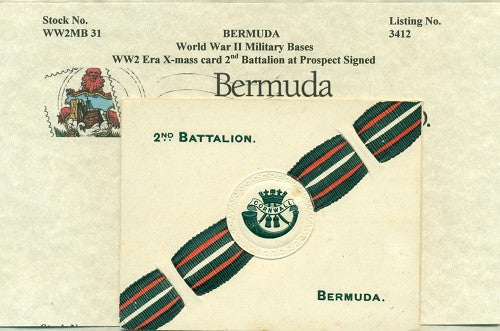 Stock No.
WW2MB 31
BERMUDA
World War II Military Bases
WW2 Era X-mass card 2nd Battalion at Prospect Signed
Listing No.
3412
Bermuda
2ND BATTALION.
CORNWALL
BERMUDA.